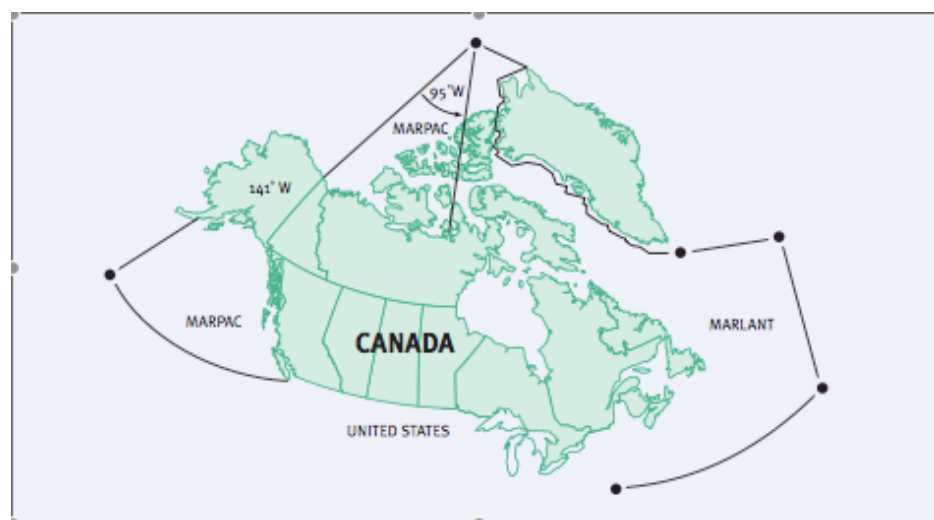 95°W
MARPAC
141° W
MARPAC
MARLANT
CANADA
UNITED STATES